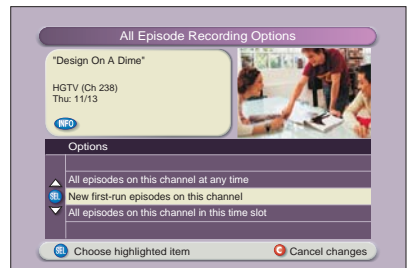 All Episode Recording Options
"Design On A Dime"
HGTV (Ch 238)
Thu: 11/13
INFO
Options
All episodes on this channel at any time
SEL New first-run episodes on this channel
All episodes on this channel in this time slot
SEL Choose highlighted item C Cancel changes